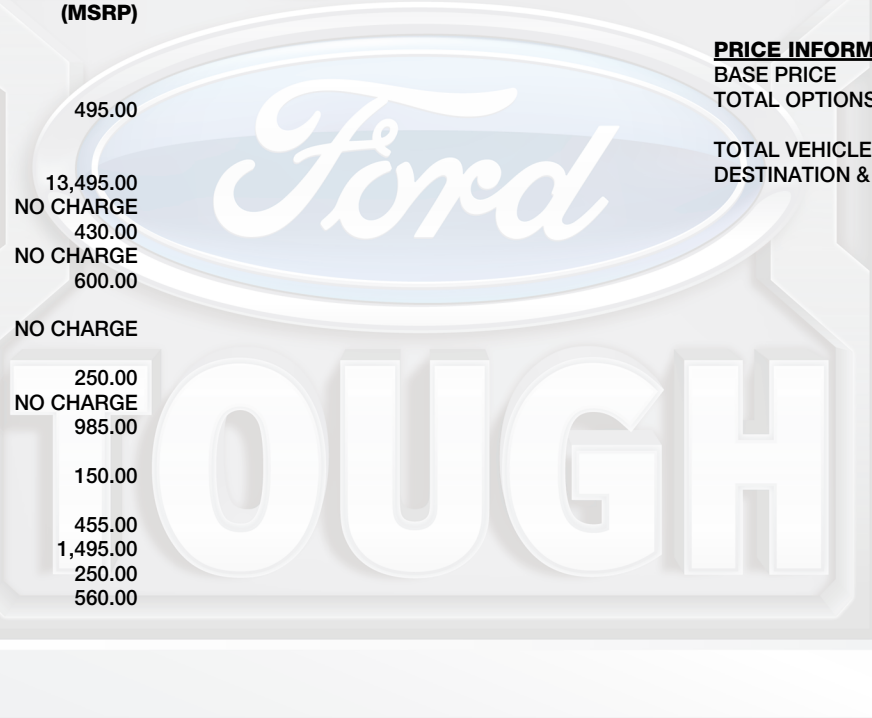 (MSRP)
495.00
13,495.00
NO CHARGE
430.00
NO CHARGE
600.00
NO CHARGE
250.00
NO CHARGE
985.00
150.00
455.00
1,495.00
250.00
560.00
PRICE INFORM
BASE PRICE
TOTAL OPTIONS
TOTAL VEHICLE
DESTINATION &
Ford
TOUGH